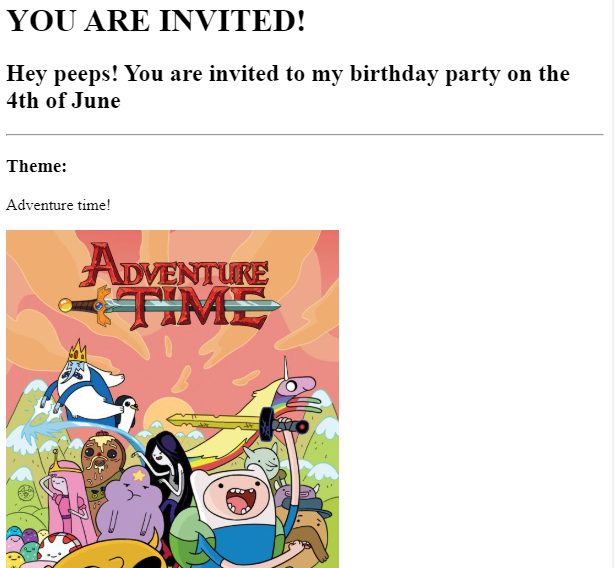 YOU ARE INVITED!
Hey peeps! You are invited to my birthday party on the
4th of June
Theme:
Adventure time!
ADVENTURE
TIME